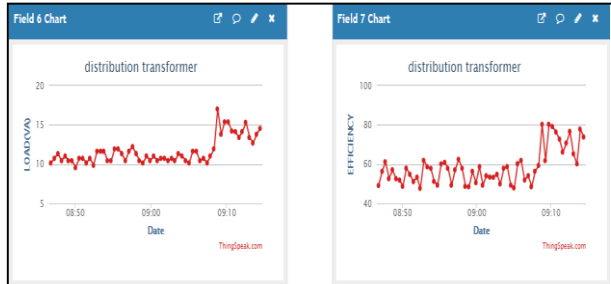 Field 6 Chart
distribution transformer
20
15
10
5
LOAD(VA)
08:50 09:00 09:10
Date
ThingSpeak.com
Field 7 Chart
distribution transformer
100
80
60
40
EFFICIENCY
08:50 09:00 09:10
Date
ThingSpeak.com